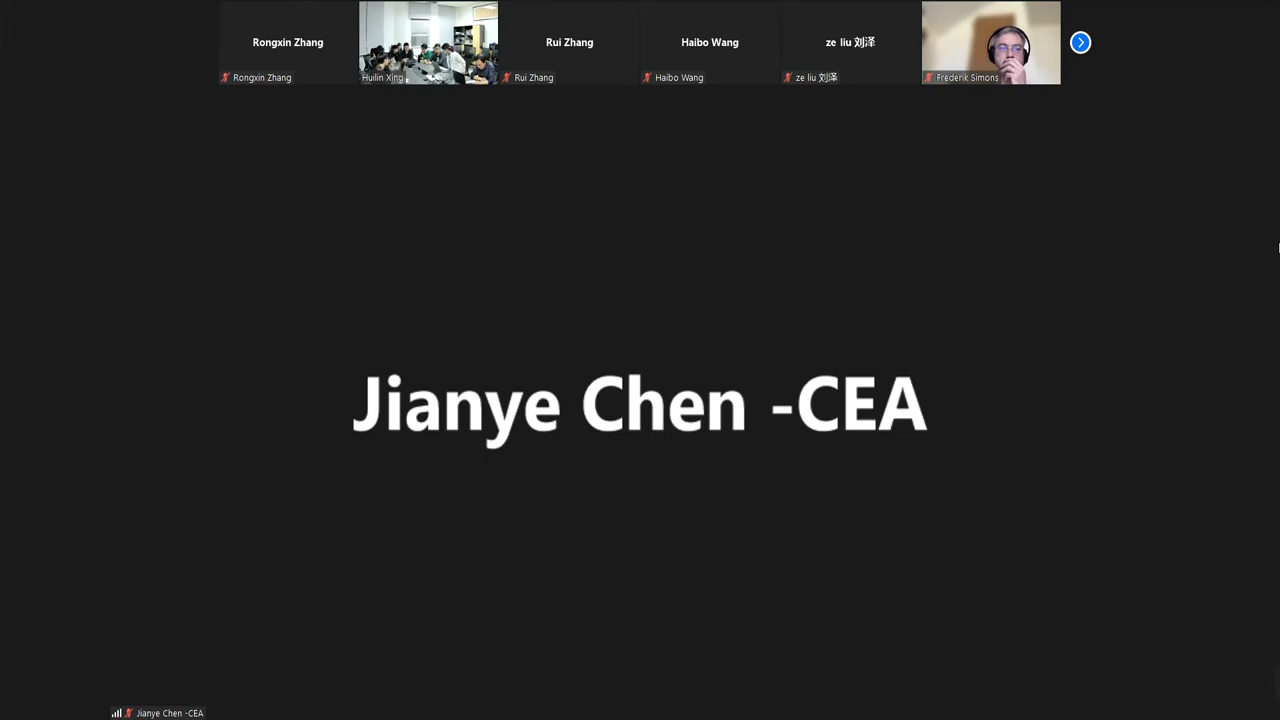 Rongxin Zhang
Rui Zhang
Haibo Wang
ze liu 刘泽
Rongxin Zhang
Huilin Xing
Rui Zhang
Haibo Wang
ze liu 刘泽
Frederik Simons
Jianye Chen -CEA
Jianye Chen -CEA